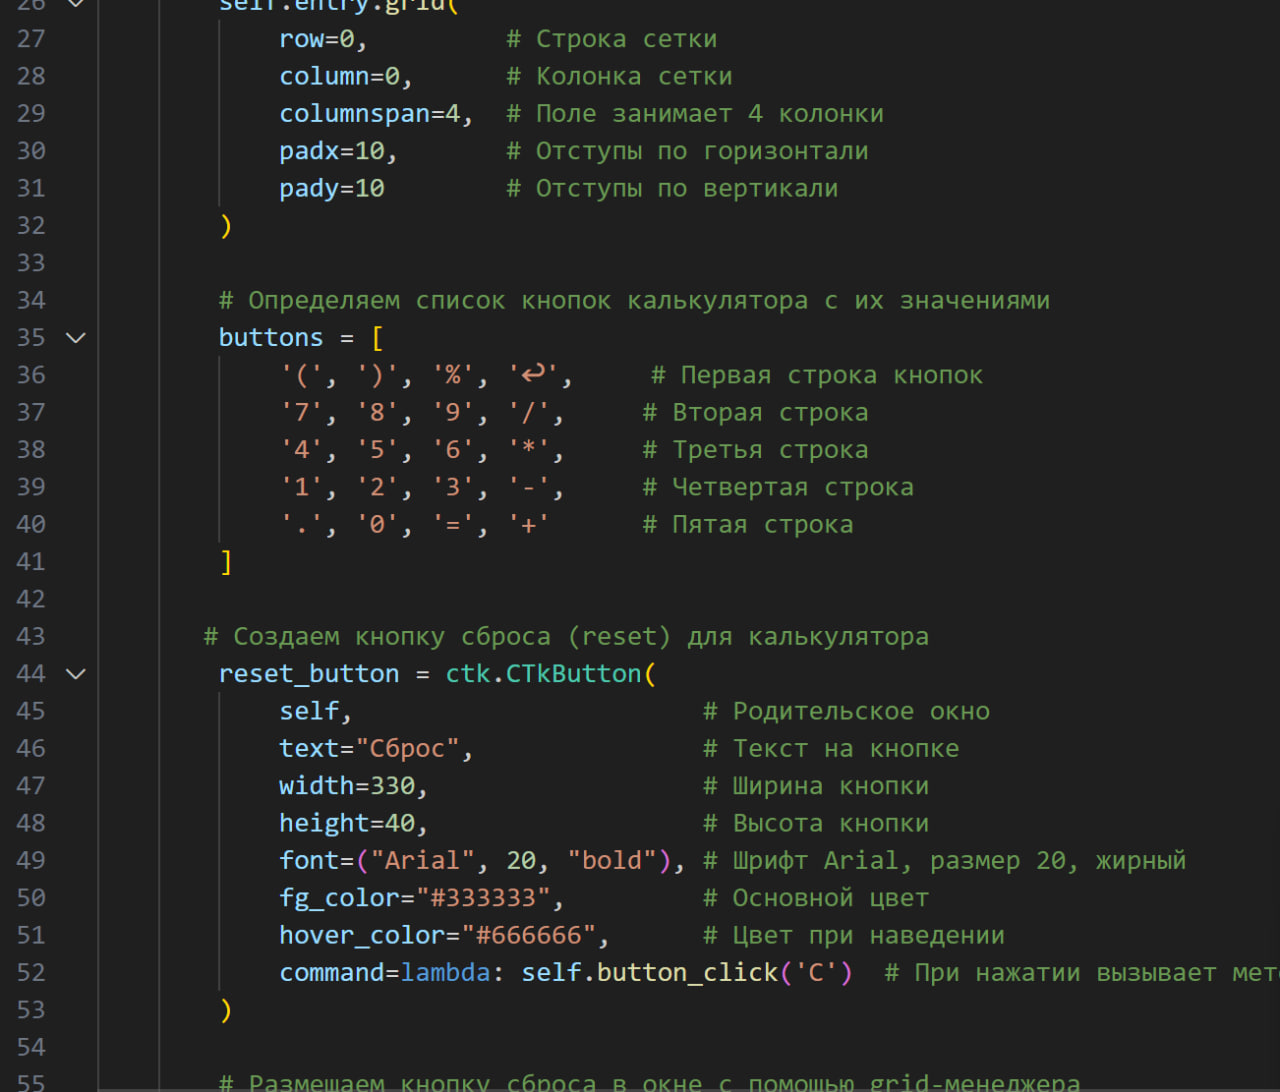 26 self.entry.grid(
27 row=0, # Строка сетки
28 column=0, # Колонка сетки
29 columnspan=4, # Поле занимает 4 колонки
30 padx=10, # Отступы по горизонтали
31 pady=10 # Отступы по вертикали
32 )
33
34 # Определяем список кнопок калькулятора с их значениями
35 buttons = [
36 '(', ')', '%', '↩', # Первая строка кнопок
37 '7', '8', '9', '/', # Вторая строка
38 '4', '5', '6', '*', # Третья строка
39 '1', '2', '3', '-', # Четвертая строка
40 '.', '0', '=', '+' # Пятая строка
41 ]
42
43 # Создаем кнопку сброса (reset) для калькулятора
44 reset_button = ctk.CTkButton(
45 self, # Родительское окно
46 text="Сброс", # Текст на кнопке
47 width=330, # Ширина кнопки
48 height=40, # Высота кнопки
49 font=("Arial", 20, "bold"), # Шрифт Arial, размер 20, жирный
50 fg_color="#333333", # Основной цвет
51 hover_color="#666666", # Цвет при наведении
52 command=lambda: self.button_click('C') # При нажатии вызывает мет
53 )
54
55 # Размещаем кнопку сброса в окне с помощью grid-менеджера